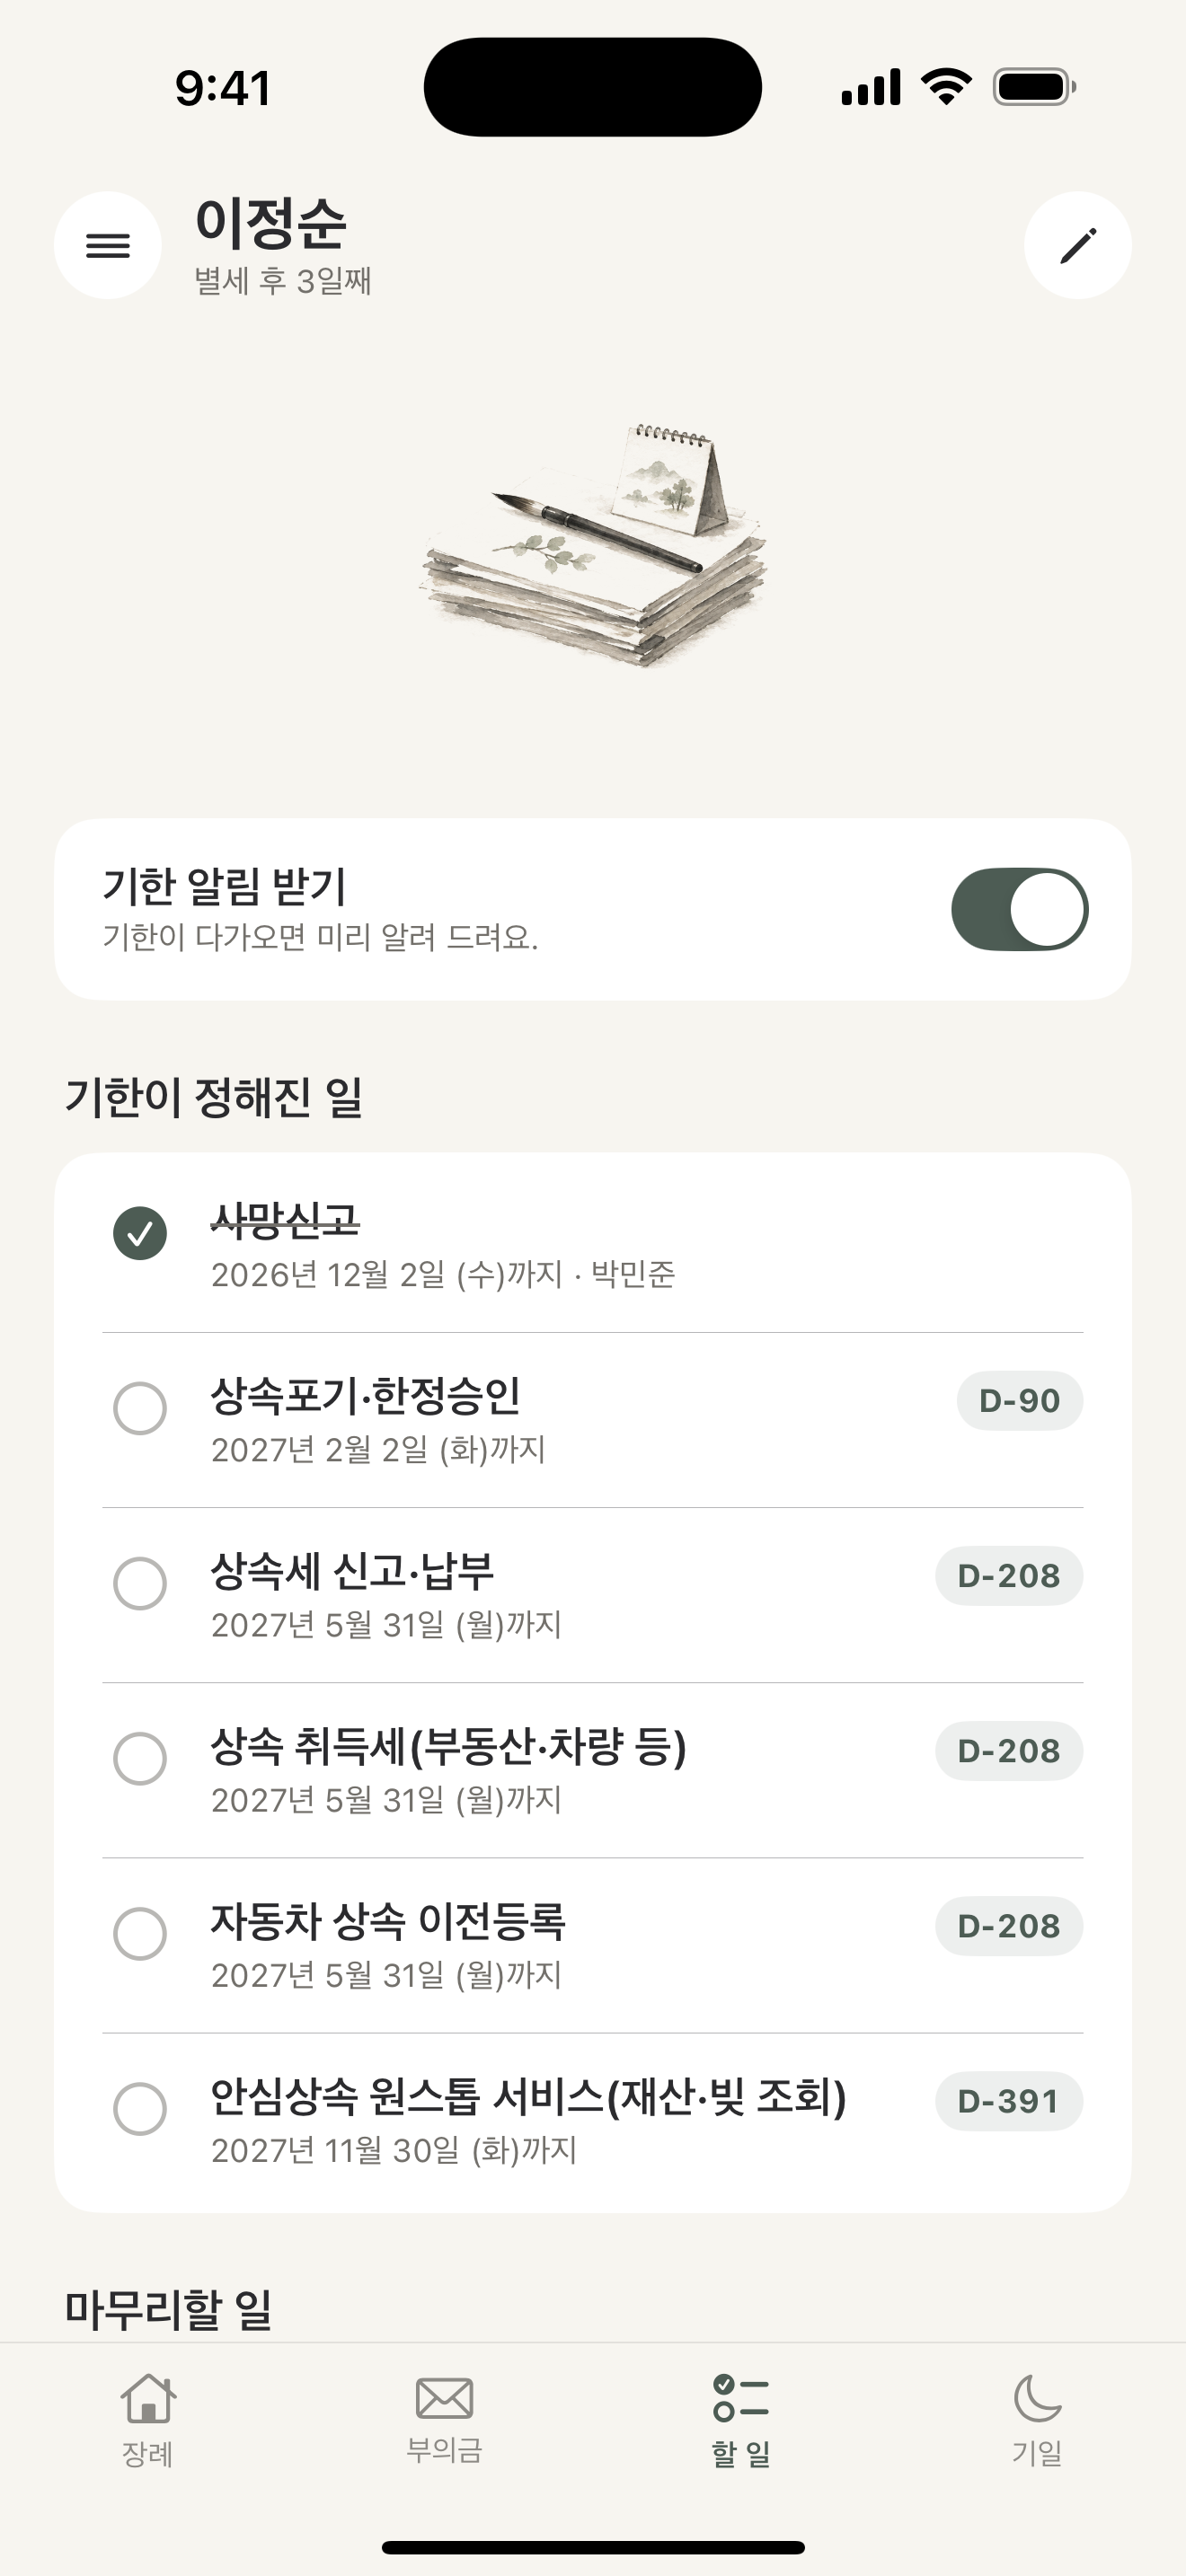 9:41
이정순
별세 후 3일째
기한 알림 받기
기한이 다가오면 미리 알려 드려요.
기한이 정해진 일
사망신고
2026년 12월 2일 (수)까지 · 박민준
상속포기·한정승인
D-90
2027년 2월 2일 (화)까지
상속세 신고·납부
D-208
2027년 5월 31일 (월)까지
상속 취득세(부동산·차량 등)
D-208
2027년 5월 31일 (월)까지
자동차 상속 이전등록
D-208
2027년 5월 31일 (월)까지
안심상속 원스톱 서비스(재산·빚 조회)
D-391
2027년 11월 30일 (화)까지
마무리할 일
장례
부의금
할 일
기일